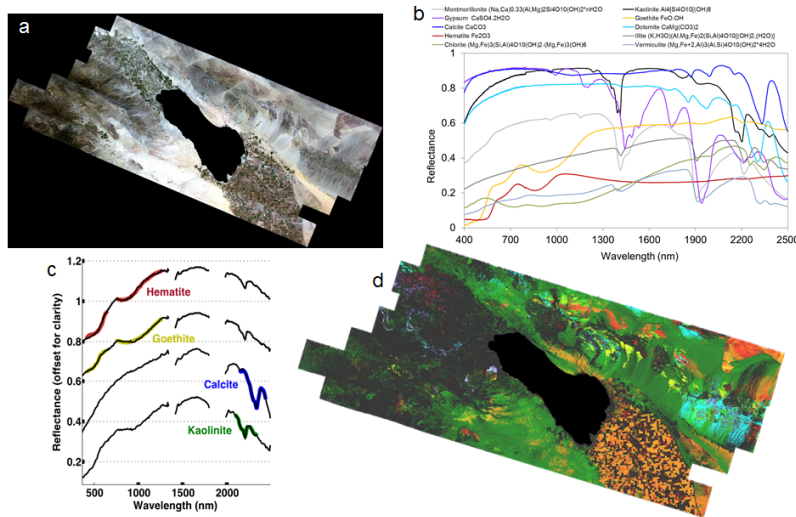 a
b
Montmorillonite (Na,Ca)0.33(Al,Mg)2Si4O10(OH)2*nH2O
Kaolinite Al4[Si4O10](OH)8
Gypsum CaSO4.2H2O
Goethite FeO.OH
Calcite CaCO3
Dolomite CaMg(CO3)2
Hematite Fe2O3
Illite (K,H3O)(Al,Mg,Fe)2(Si,Al)4O10[(OH)2,(H2O)]
Chlorite (Mg,Fe)3(Si,Al)4O10(OH)2-(Mg,Fe)3(OH)6
Vermiculite (Mg,Fe+2,Al)3(Al,Si)4O10(OH)2*4H2O
Reflectance
1
0.8
0.6
0.4
0.2
0
400 700 1000 1300 1600 1900 2200 2500
Wavelength (nm)
c
Reflectance (offset for clarity)
1.2
1
0.8
0.6
0.4
0.2
Hematite
Goethite
Calcite
Kaolinite
500 1000 1500 2000
Wavelength (nm)
d